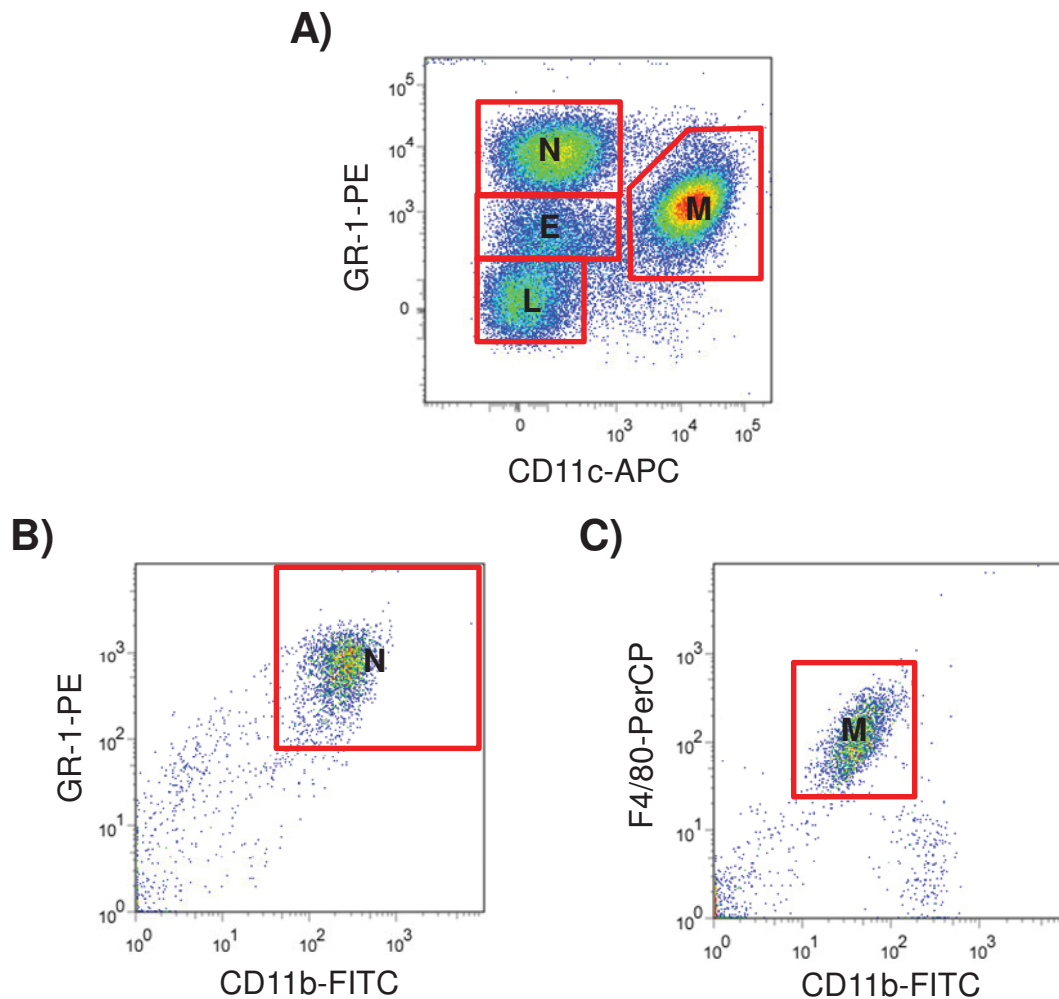 A)
GR-1-PE
10⁵
10⁴
10³
0
N
E
L
M
0 10³ 10⁴ 10⁵
CD11c-APC
B)
GR-1-PE
10³
10²
10¹
10⁰
N
10⁰ 10¹ 10² 10³
CD11b-FITC
C)
F4/80-PerCP
10³
10²
10¹
10⁰
M
10⁰ 10¹ 10² 10³
CD11b-FITC